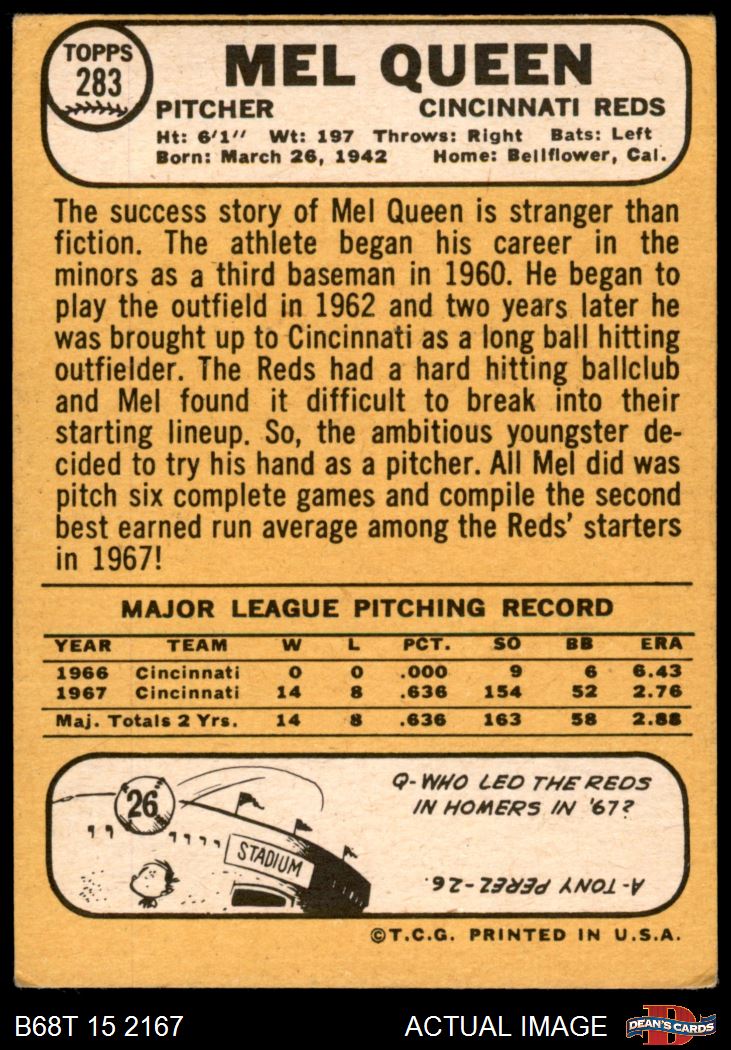 TOPPS
283
MEL QUEEN
PITCHER CINCINNATI REDS
Ht: 6'1" Wt: 197 Throws: Right Bats: Left
Born: March 26, 1942 Home: Bellflower, Cal.
The success story of Mel Queen is stranger than
fiction. The athlete began his career in the
minors as a third baseman in 1960. He began to
play the outfield in 1962 and two years later he
was brought up to Cincinnati as a long ball hitting
outfielder. The Reds had a hard hitting ballclub
and Mel found it difficult to break into their
starting lineup. So, the ambitious youngster de-
cided to try his hand as a pitcher. All Mel did was
pitch six complete games and compile the second
best earned run average among the Reds' starters
in 1967!
MAJOR LEAGUE PITCHING RECORD
YEAR TEAM W L PCT. SO BB ERA
1966 Cincinnati 0 0 .000 9 6 6.43
1967 Cincinnati 14 8 .636 154 52 2.76
Maj. Totals 2 Yrs. 14 8 .636 163 58 2.88
26
STADIUM
Q-WHO LED THE REDS
IN HOMERS IN '67?
A-TONY PEREZ-26.
©T.C.G. PRINTED IN U.S.A.
B68T 15 2167 ACTUAL IMAGE
D
DEAN'S CARDS